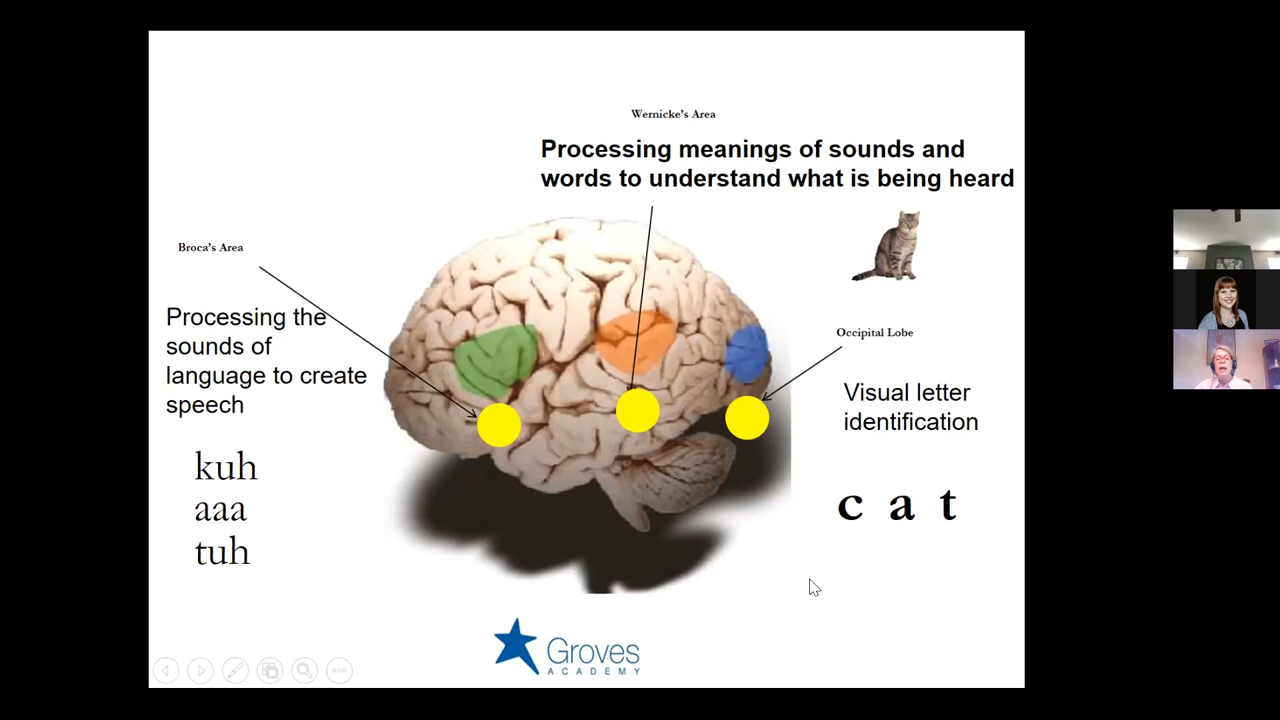 Wernicke's Area
Processing meanings of sounds and
words to understand what is being heard
Broca's Area
Processing the
sounds of
language to create
speech
kuh
aaa
tuh
Occipital Lobe
Visual letter
identification
c a t
Groves
ACADEMY